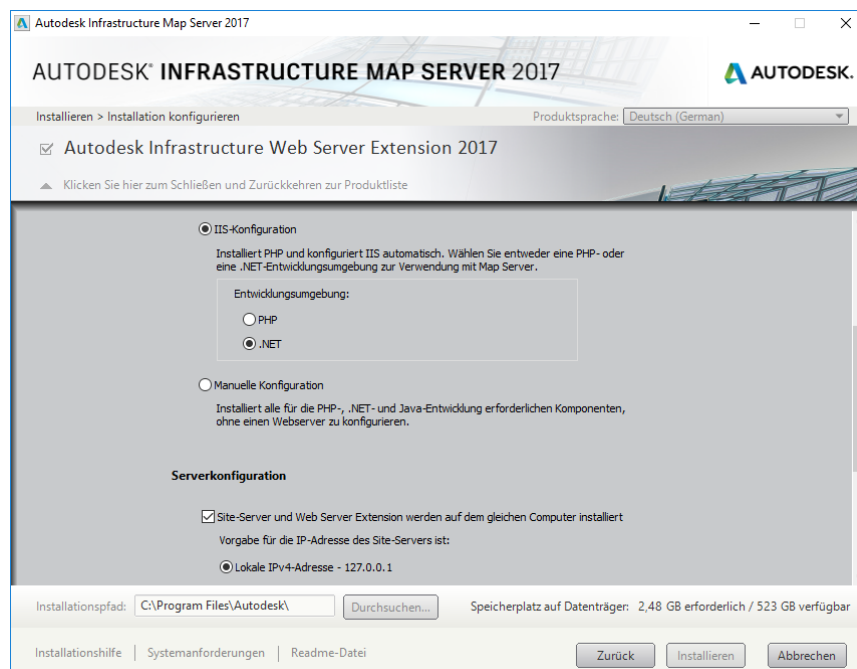 Autodesk Infrastructure Map Server 2017
AUTODESK® INFRASTRUCTURE MAP SERVER 2017
AUTODESK.
Installieren > Installation konfigurieren
Produktsprache: Deutsch (German)
Autodesk Infrastructure Web Server Extension 2017
Klicken Sie hier zum Schließen und Zurückkehren zur Produktliste
IIS-Konfiguration
Installiert PHP und konfiguriert IIS automatisch. Wählen Sie entweder eine PHP- oder
eine .NET-Entwicklungsumgebung zur Verwendung mit Map Server.
Entwicklungsumgebung:
PHP
.NET
Manuelle Konfiguration
Installiert alle für die PHP-, .NET- und Java-Entwicklung erforderlichen Komponenten,
ohne einen Webserver zu konfigurieren.
Serverkonfiguration
Site-Server und Web Server Extension werden auf dem gleichen Computer installiert
Vorgabe für die IP-Adresse des Site-Servers ist:
Lokale IPv4-Adresse - 127.0.0.1
Installationspfad: C:\Program Files\Autodesk\ Durchsuchen... Speicherplatz auf Datenträger: 2,48 GB erforderlich / 523 GB verfügbar
Installationshilfe | Systemanforderungen | Readme-Datei Zurück Installieren Abbrechen